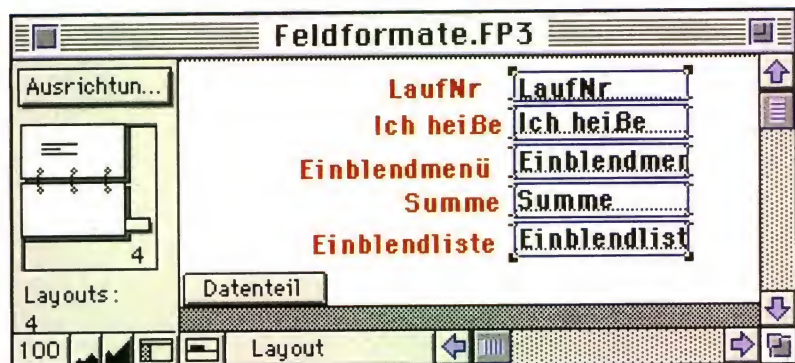 Feldformate.FP3
Ausrichtun...
LaufNr LaufNr
Ich heiße Ich heiße
Einblendmenü Einblendmen
Summe Summe
Einblendliste Einblendlist
4
Layouts:
4
Datenteil
100 Layout